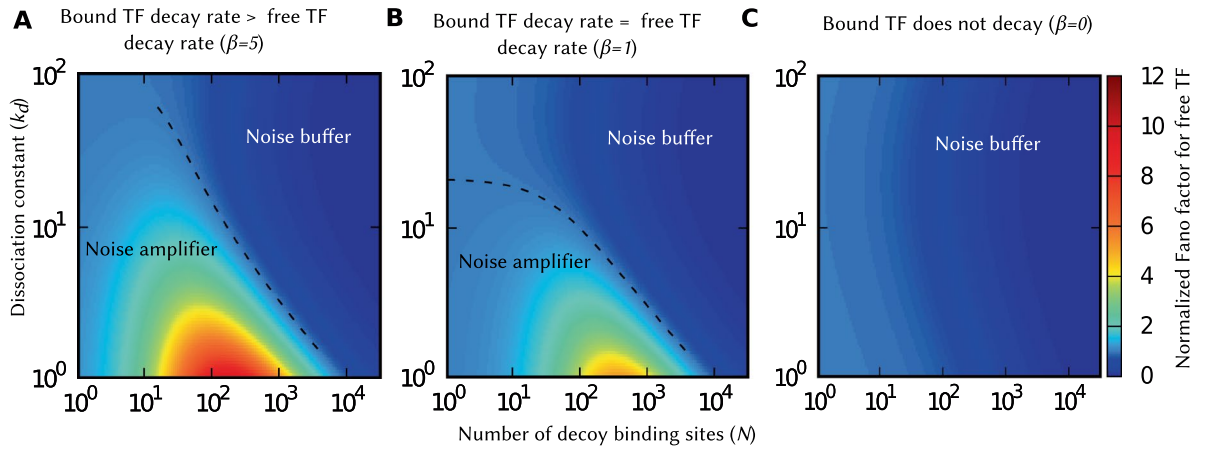 A
Bound TF decay rate > free TF
decay rate (β=5)
B
Bound TF decay rate = free TF
decay rate (β=1)
C
Bound TF does not decay (β=0)
Dissociation constant (kd)
10²
10¹
10⁰
Noise buffer
Noise amplifier
10⁰ 10¹ 10² 10³ 10⁴
10²
10¹
10⁰
Noise buffer
Noise amplifier
10⁰ 10¹ 10² 10³ 10⁴
10²
10¹
10⁰
Noise buffer
10⁰ 10¹ 10² 10³ 10⁴
12
10
8
6
4
2
0
Normalized Fano factor for free TF
Number of decoy binding sites (N)